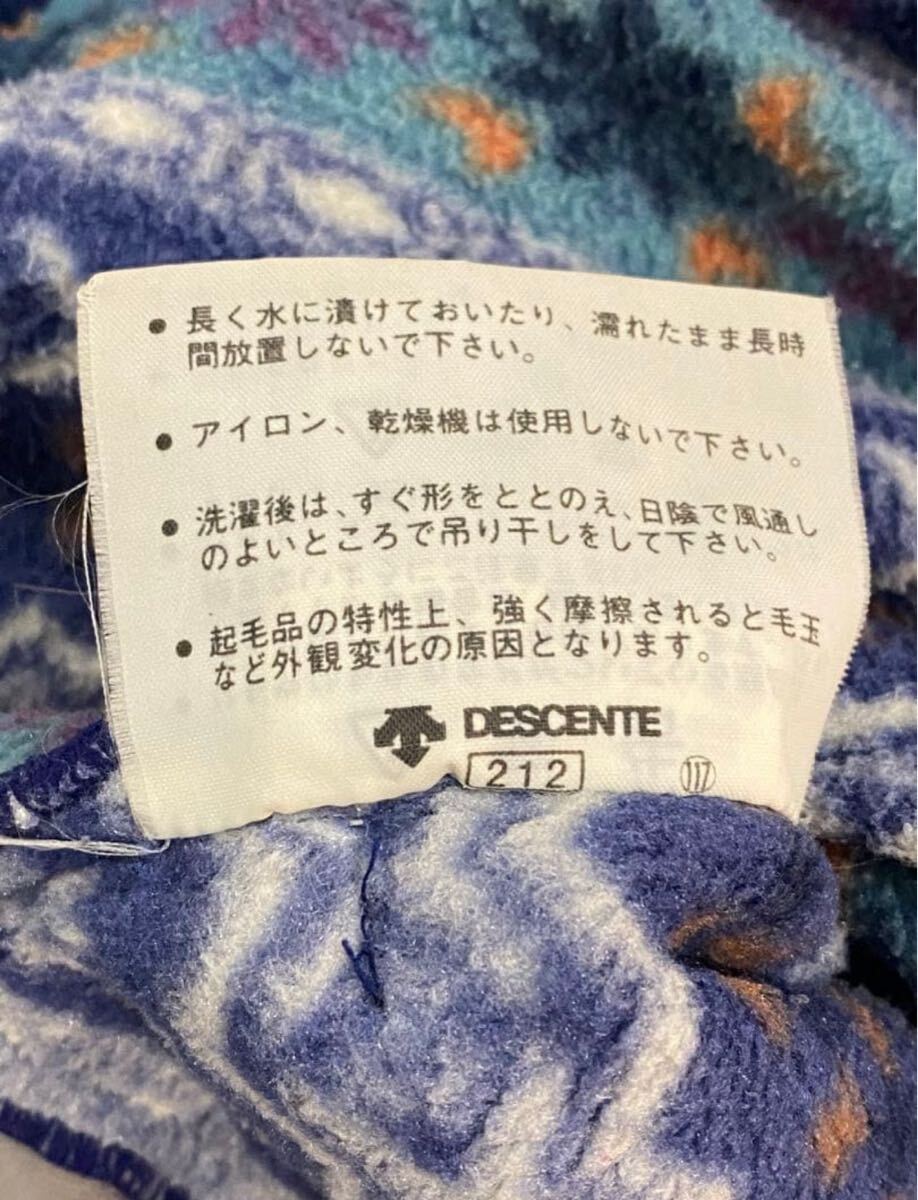 • 長く水に漬けておいたり、濡れたまま長時
間放置しないで下さい。
• アイロン、乾燥機は使用しないで下さい。
• 洗濯後は、すぐ形をととのえ、日陰で風通し
のよいところで吊り干しをして下さい。
• 起毛品の特性上、強く摩擦されると毛玉
など外観変化の原因となります。
DESCENTE
212 117